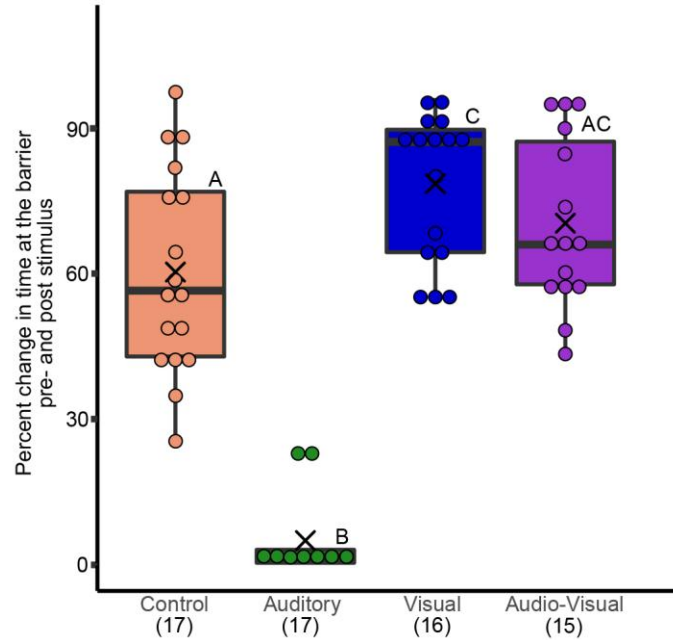 Percent change in time at the barrier
pre- and post stimulus
90
60
30
0
A
B
C
AC
Control
(17)
Auditory
(17)
Visual
(16)
Audio-Visual
(15)